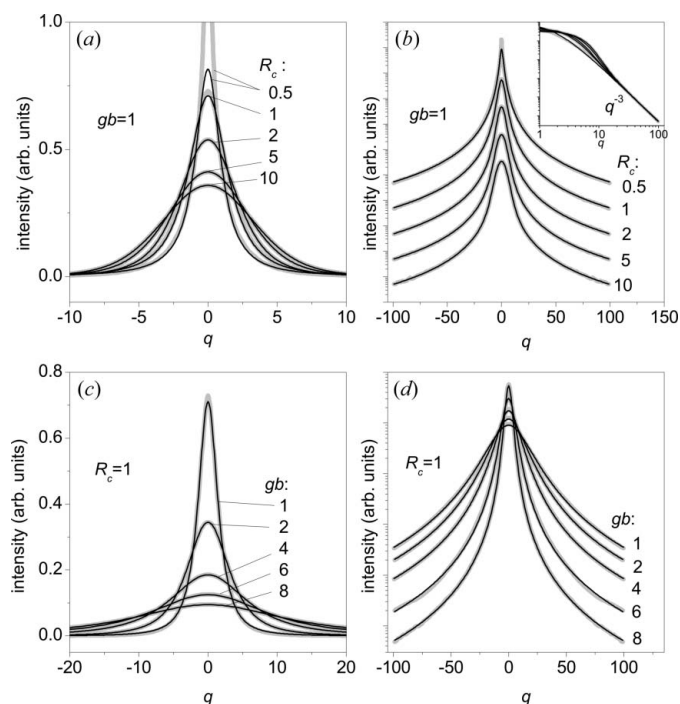 (a)
R_c:
0.5
1
2
5
10
gb=1
intensity (arb. units)
1.0
0.5
0.0
-10 -5 0 5 10
q
(b)
gb=1
q^-3
1 10 100
q
R_c:
0.5
1
2
5
10
intensity (arb. units)
-100 -50 0 50 100 150
q
(c)
R_c=1
gb:
1
2
4
6
8
intensity (arb. units)
0.8
0.6
0.4
0.2
0.0
-20 -10 0 10 20
q
(d)
R_c=1
gb:
1
2
4
6
8
intensity (arb. units)
-100 -50 0 50 100
q